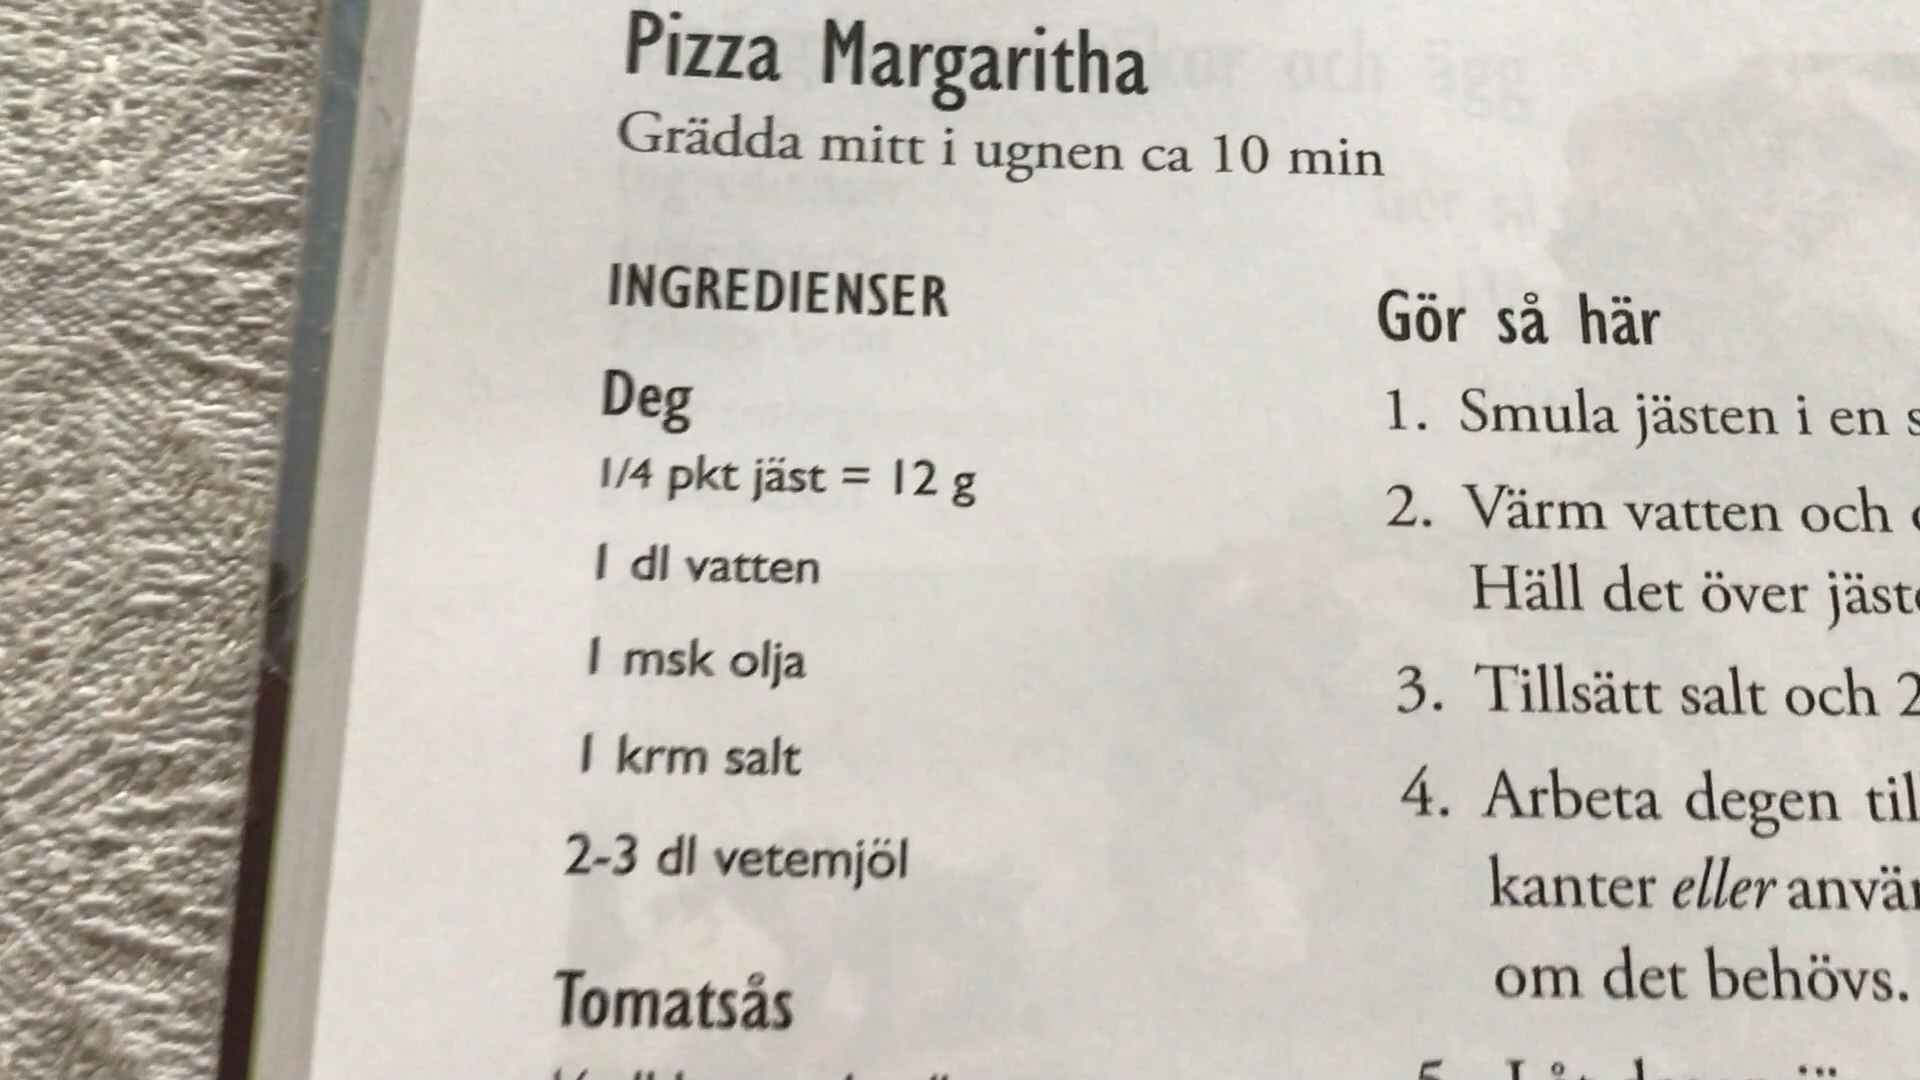 Pizza Margaritha
Grädda mitt i ugnen ca 10 min
INGREDIENSER
Deg
1/4 pkt jäst = 12 g
1 dl vatten
1 msk olja
1 krm salt
2-3 dl vetemjöl
Tomatsås
Gör så här
1. Smula jästen i en
2. Värm vatten och
Häll det över
3. Tillsätt salt och 2
4. Arbeta degen
kanter eller
om det behövs.
5.